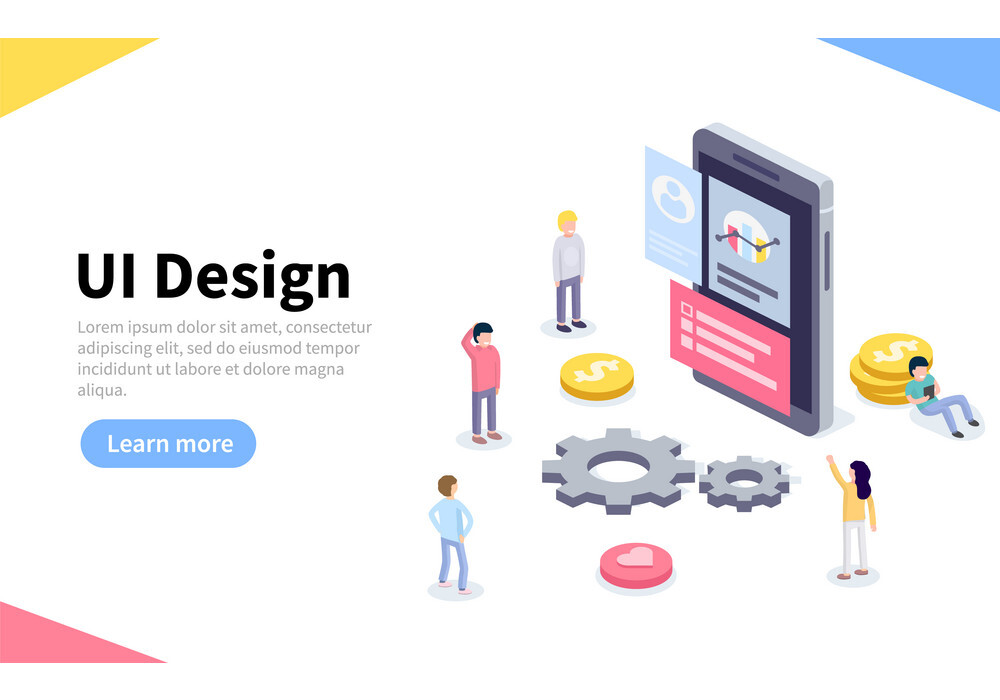 UI Design
Lorem ipsum dolor sit amet, consectetur
adipiscing elit, sed do eiusmod tempor
incididunt ut labore et dolore magna
aliqua.
Learn more
$
$